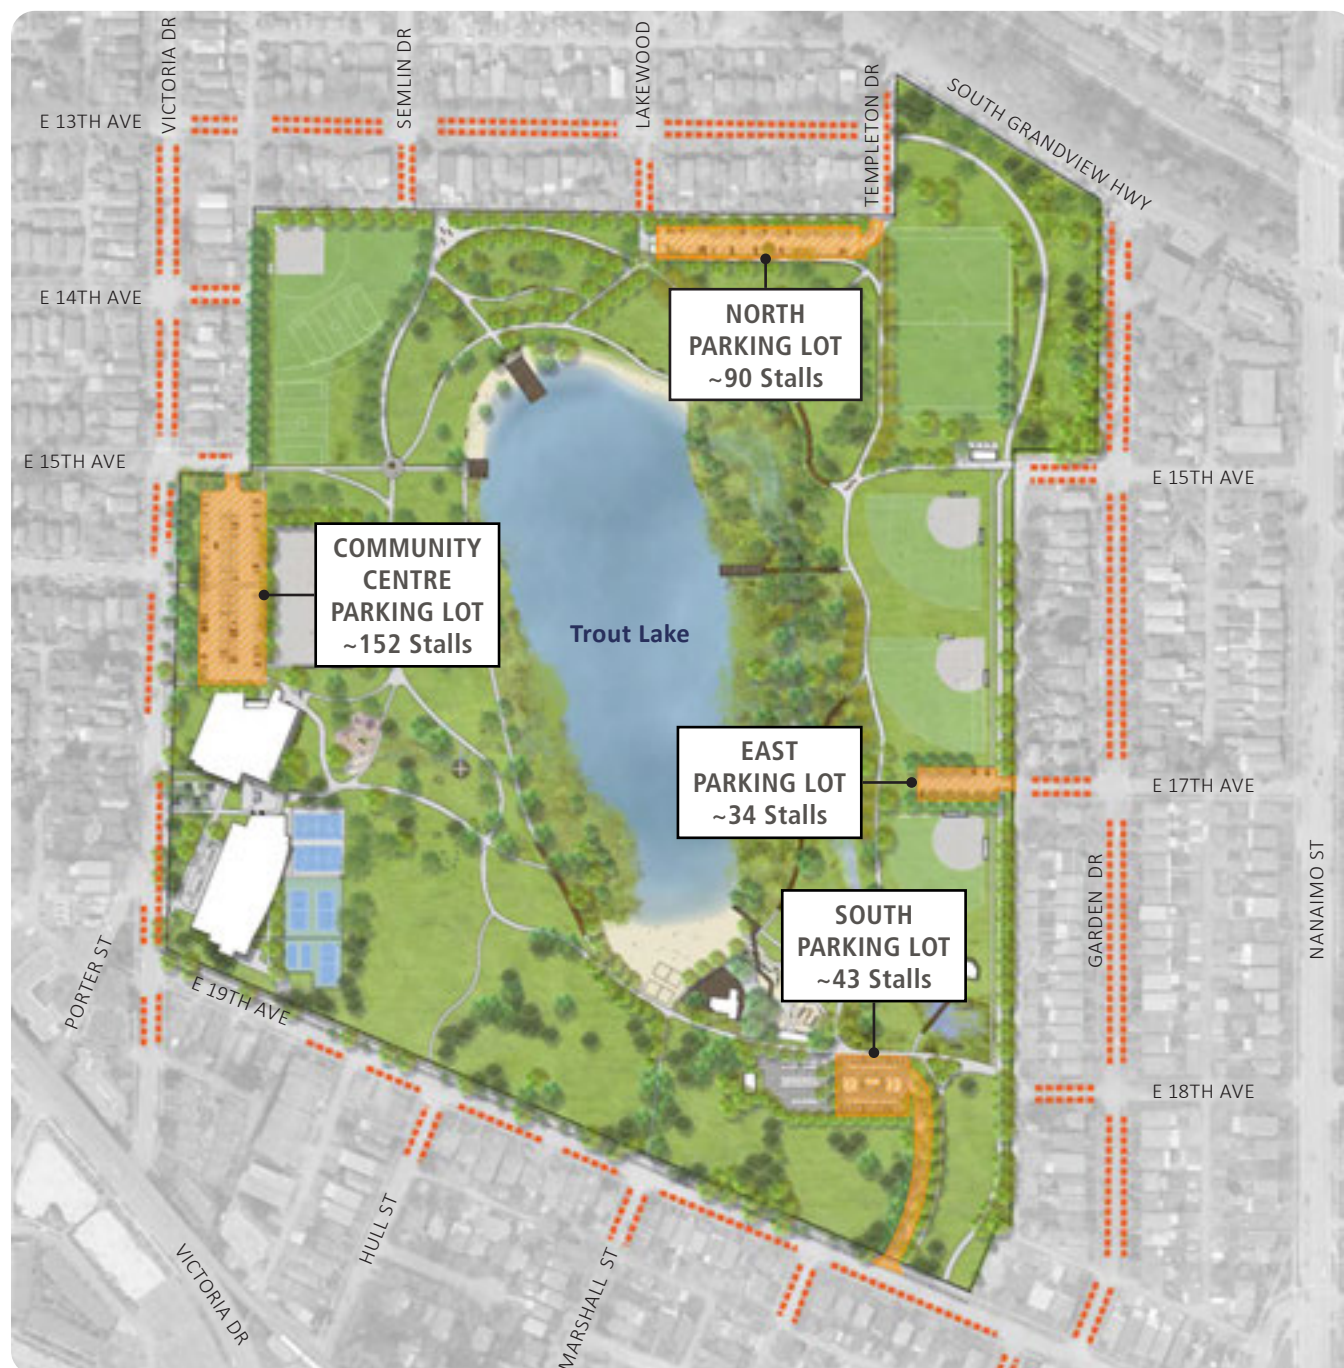 VICTORIA DR
SEMLIN DR
LAKEWOOD
TEMPLETON DR
SOUTH GRANDVIEW HWY
E 13TH AVE
E 14TH AVE
NORTH
PARKING LOT
~90 Stalls
E 15TH AVE
E 15TH AVE
COMMUNITY
CENTRE
PARKING LOT
~152 Stalls
Trout Lake
EAST
PARKING LOT
~34 Stalls
E 17TH AVE
NANAIMO ST
GARDEN DR
SOUTH
PARKING LOT
~43 Stalls
PORTER ST
E 19TH AVE
E 18TH AVE
HULL ST
VICTORIA DR
MARSHALL ST